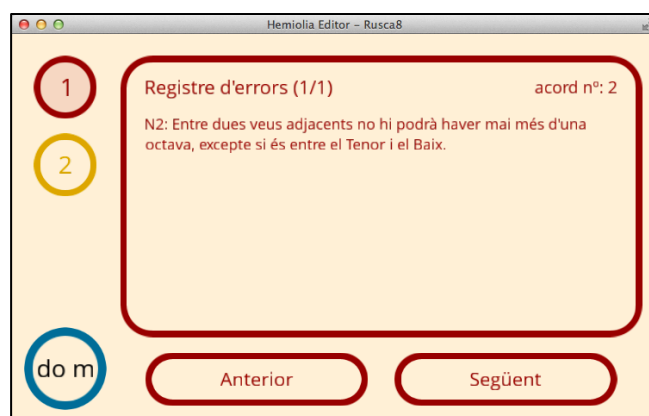 Hemiolia Editor – Rusca8
1
Registre d'errors (1/1)
acord nº: 2
N2: Entre dues veus adjacents no hi podrà haver mai més d'una
octava, excepte si és entre el Tenor i el Baix.
2
do m
Anterior
Següent